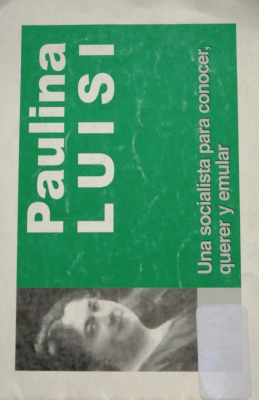 Paulina
LUISI
Una socialista para conocer,
querer y emular